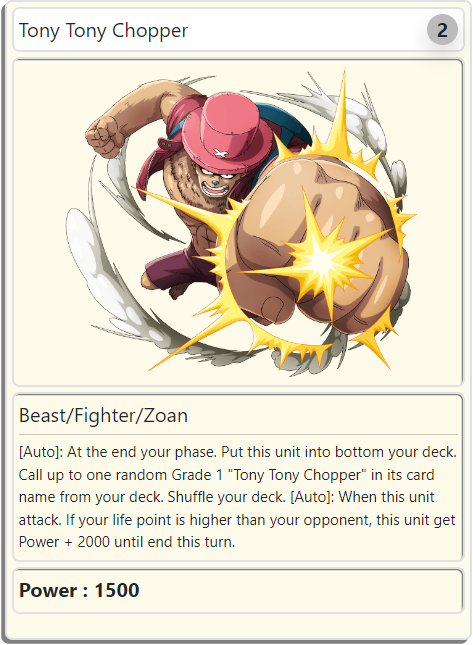 Tony Tony Chopper
2
Beast/Fighter/Zoan
[Auto]: At the end your phase. Put this unit into bottom your deck.
Call up to one random Grade 1 "Tony Tony Chopper" in its card
name from your deck. Shuffle your deck. [Auto]: When this unit
attack. If your life point is higher than your opponent, this unit get
Power + 2000 until end this turn.
Power : 1500